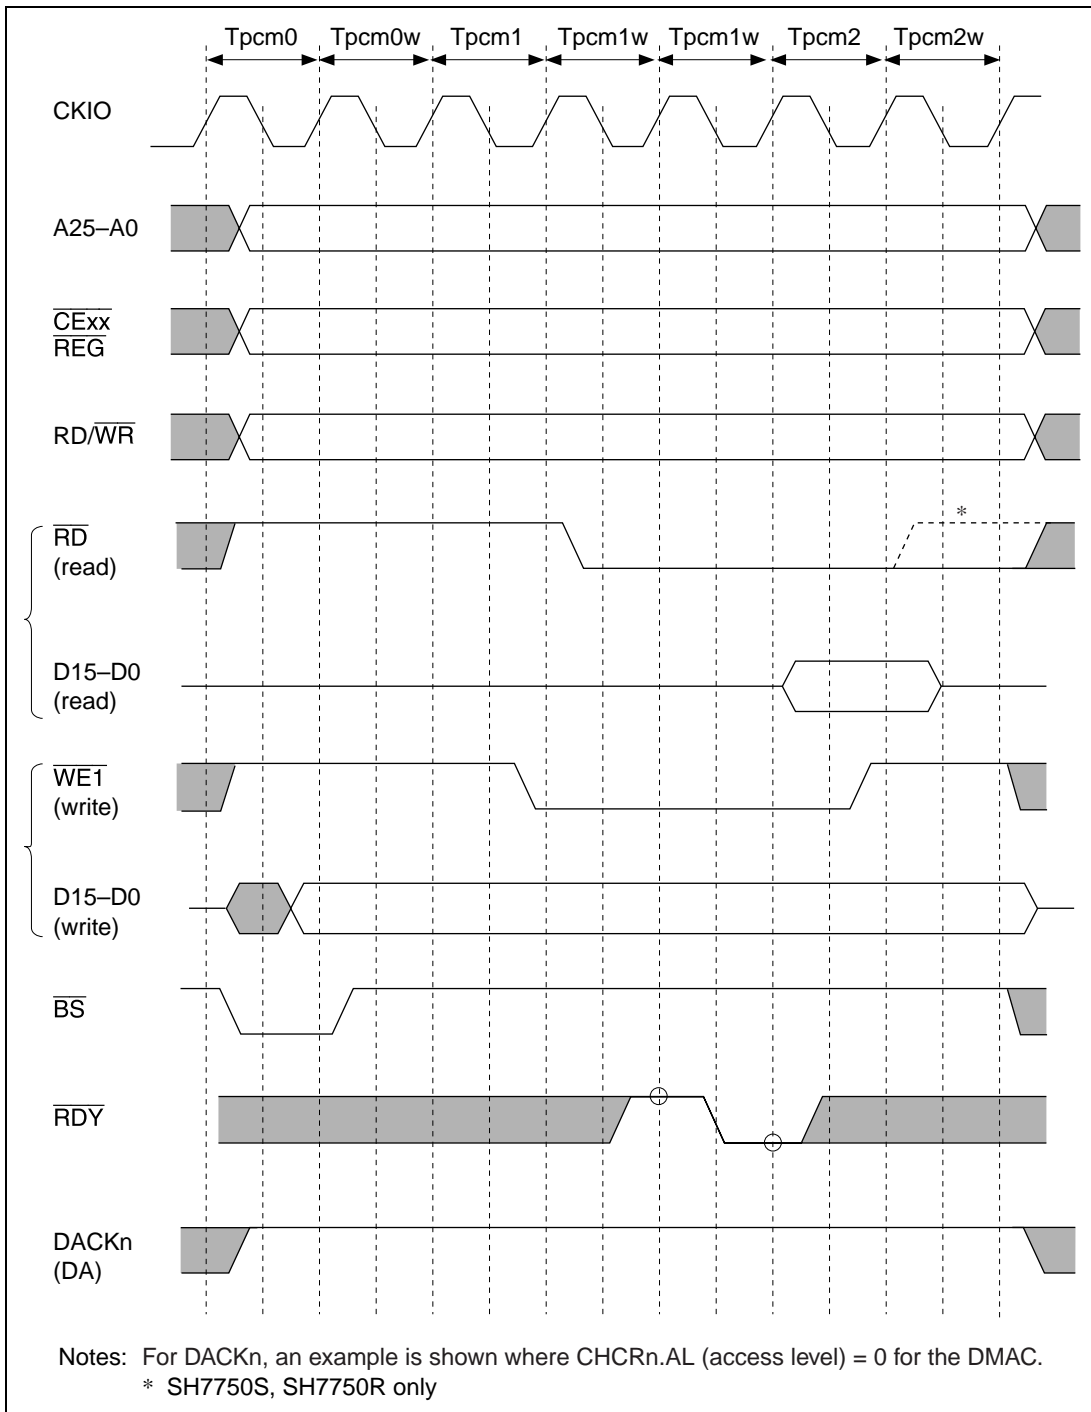 Tpcm0 Tpcm0w Tpcm1 Tpcm1w Tpcm1w Tpcm2 Tpcm2w
CKIO
A25–A0
CExx
REG
RD/WR
*
RD
(read)
D15–D0
(read)
WE1
(write)
D15–D0
(write)
BS
RDY
DACKn
(DA)
Notes: For DACKn, an example is shown where CHCRn.AL (access level) = 0 for the DMAC.
* SH7750S, SH7750R only